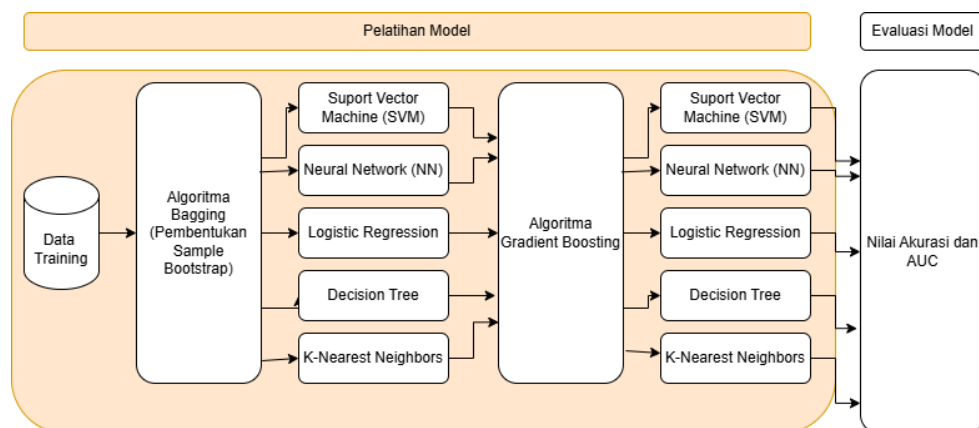 Pelatihan Model
Evaluasi Model
Data
Training
Algoritma
Bagging
(Pembentukan
Sample
Bootstrap)
Suport Vector
Machine (SVM)
Neural Network (NN)
Logistic Regression
Decision Tree
K-Nearest Neighbors
Algoritma
Gradient Boosting
Suport Vector
Machine (SVM)
Neural Network (NN)
Logistic Regression
Decision Tree
K-Nearest Neighbors
Nilai Akurasi dan
AUC